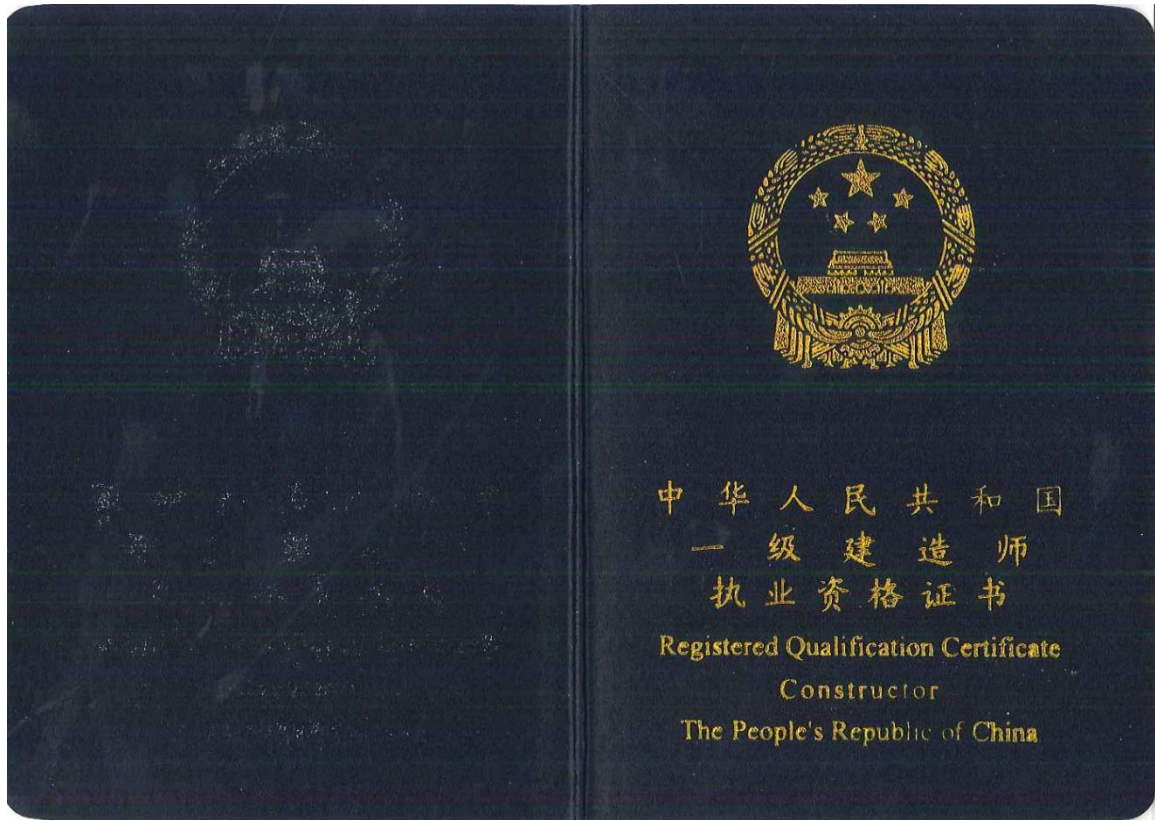 中华人民共和国
一级建造师
执业资格证书
Registered Qualification Certificate
Constructor
The People's Republic of China